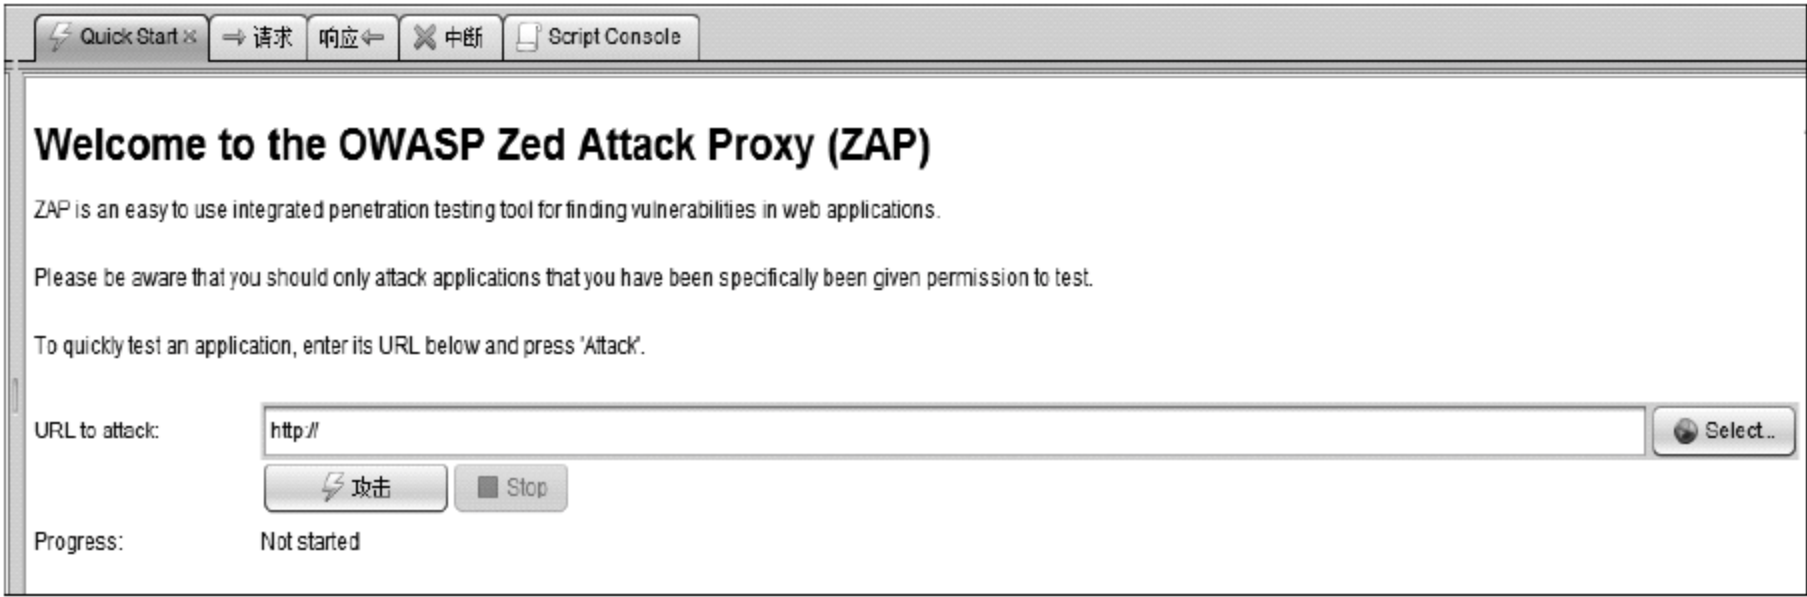 Quick Start 请求 响应 中断 Script Console
Welcome to the OWASP Zed Attack Proxy (ZAP)
ZAP is an easy to use integrated penetration testing tool for finding vulnerabilities in web applications.
Please be aware that you should only attack applications that you have been specifically been given permission to test.
To quickly test an application, enter its URL below and press 'Attack'.
URL to attack: http:// Select...
攻击 Stop
Progress: Not started